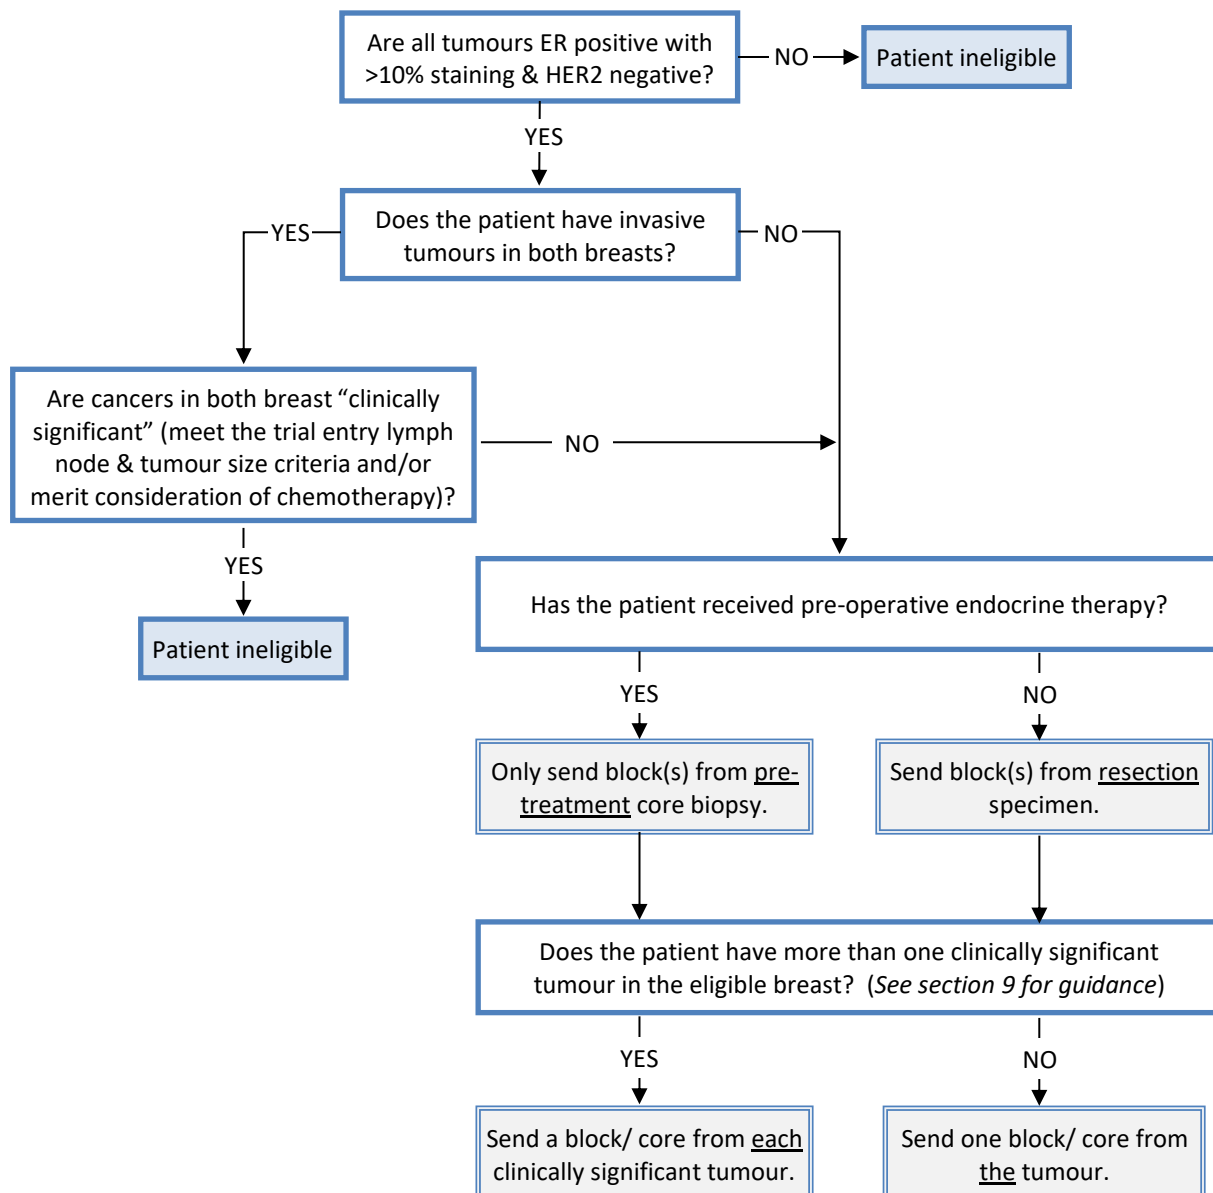 Are all tumours ER positive with
>10% staining & HER2 negative?
NO
Patient ineligible
YES
Does the patient have invasive
tumours in both breasts?
YES
NO
Are cancers in both breast “clinically
significant” (meet the trial entry lymph
node & tumour size criteria and/or
merit consideration of chemotherapy)?
NO
YES
Patient ineligible
Has the patient received pre-operative endocrine therapy?
YES
NO
Only send block(s) from pre-
treatment core biopsy.
Send block(s) from resection
specimen.
Does the patient have more than one clinically significant
tumour in the eligible breast? (See section 9 for guidance)
YES
NO
Send a block/ core from each
clinically significant tumour.
Send one block/ core from
the tumour.